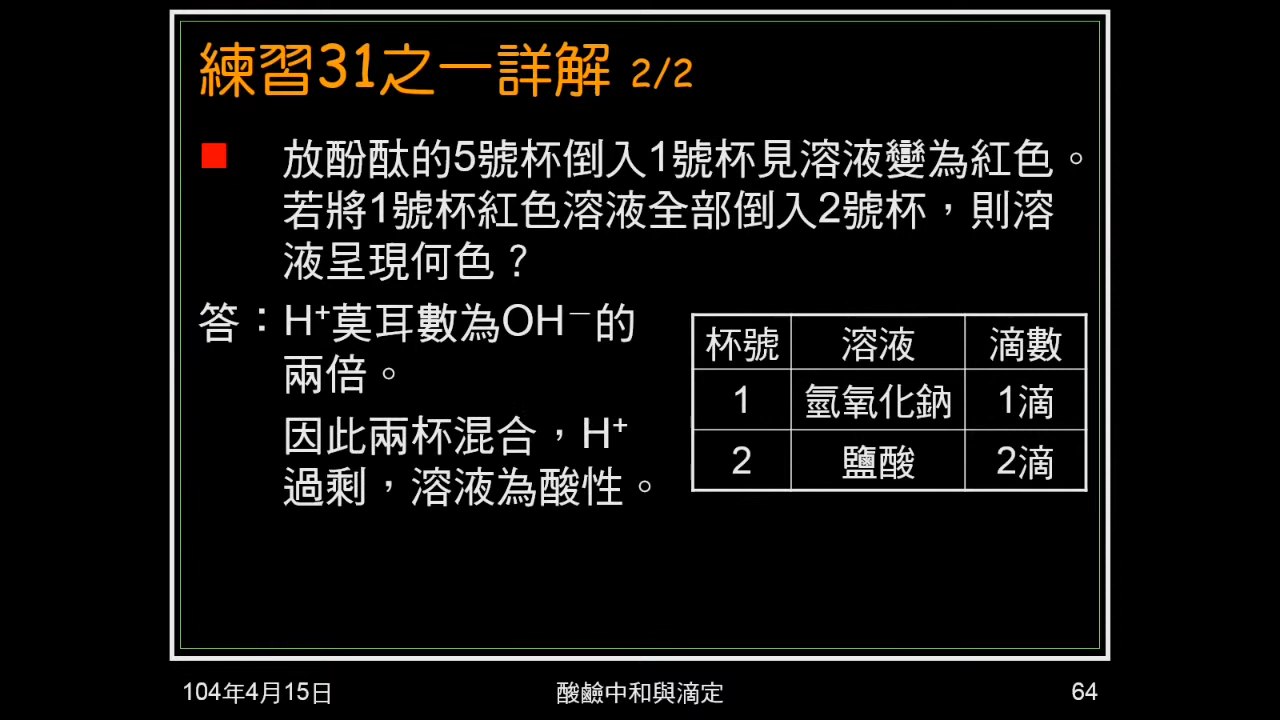 練習31之一詳解 2/2
放酚酞的5號杯倒入1號杯見溶液變為紅色。
若將1號杯紅色溶液全部倒入2號杯，則溶
液呈現何色？
答：H⁺莫耳數為OH⁻的
兩倍。
因此兩杯混合，H⁺
過剩，溶液為酸性。
杯號 溶液 滴數
1 氫氧化鈉 1滴
2 鹽酸 2滴
104年4月15日 酸鹼中和與滴定 64